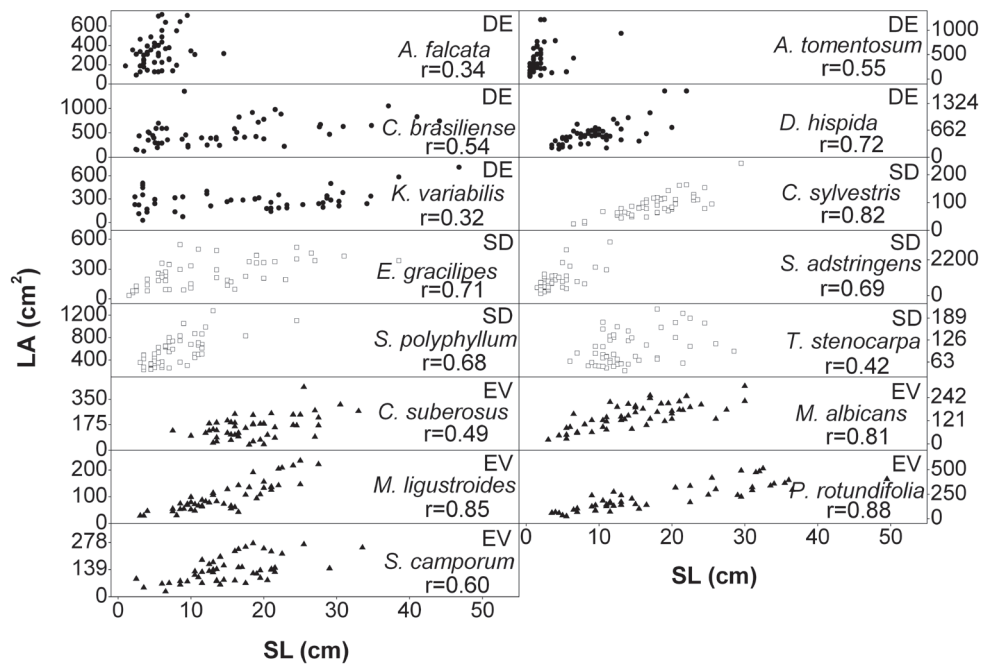 DE
600
A. falcata
400
200
r=0.34
0
DE
1000
A. tomentosum
500
r=0.55
0
DE
1000
C. brasiliense
500
r=0.54
0
DE
1324
D. hispida
662
r=0.72
0
DE
600
K. variabilis
300
r=0.32
0
SD
200
C. sylvestris
100
r=0.82
0
SD
600
E. gracilipes
300
r=0.71
0
SD
2200
S. adstringens
1100
r=0.69
0
SD
1200
S. polyphyllum
800
400
r=0.68
SD
189
T. stenocarpa
126
63
r=0.42
EV
350
C. suberosus
175
r=0.49
0
EV
242
M. albicans
121
r=0.81
0
EV
200
M. ligustroides
100
r=0.85
0
EV
500
P. rotundifolia
250
r=0.88
0
EV
278
S. camporum
139
r=0.60
0
LA (cm²)
0 10 20 30 40 50
SL (cm)
0 10 20 30 40 50
SL (cm)